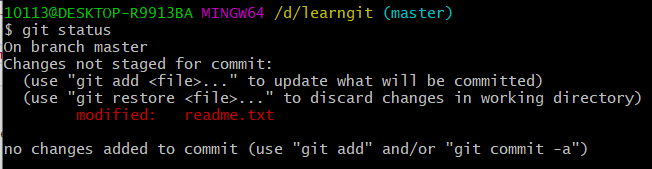 10113@DESKTOP-R9913BA MINGW64 /d/learngit (master)
$ git status
On branch master
Changes not staged for commit:
  (use "git add <file>..." to update what will be committed)
  (use "git restore <file>..." to discard changes in working directory)
        modified:   readme.txt

no changes added to commit (use "git add" and/or "git commit -a")